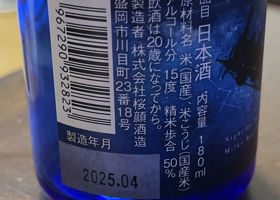 品目 日本酒 内容量 180ml
原材料名 米(国産)、米こうじ(国産米)
アルコール分 15度 精米歩合 50%
飲酒は20歳になってから。
製造者 株式会社桜顔酒造
盛岡市川目町23番18号
9672901932823
製造年月
2025.04
Night
Milky